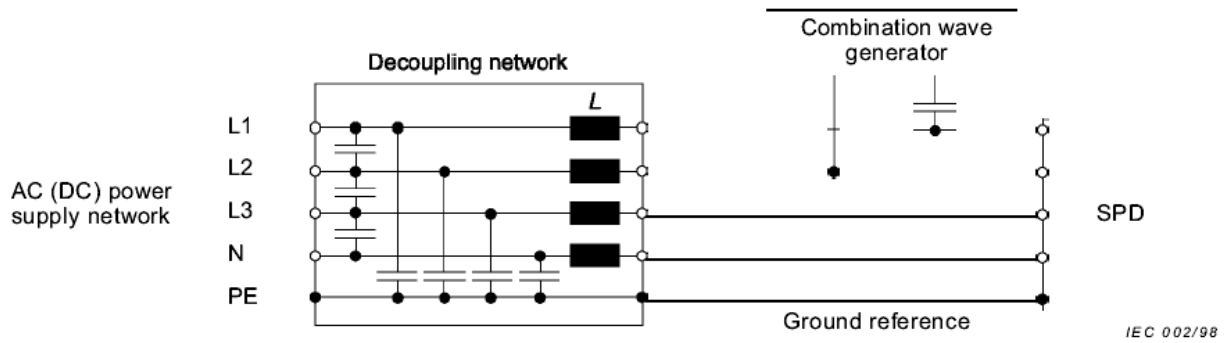 Combination wave
generator
Decoupling network
L
L1
L2
AC (DC) power
supply network
L3
SPD
N
PE
Ground reference
IEC 002/98